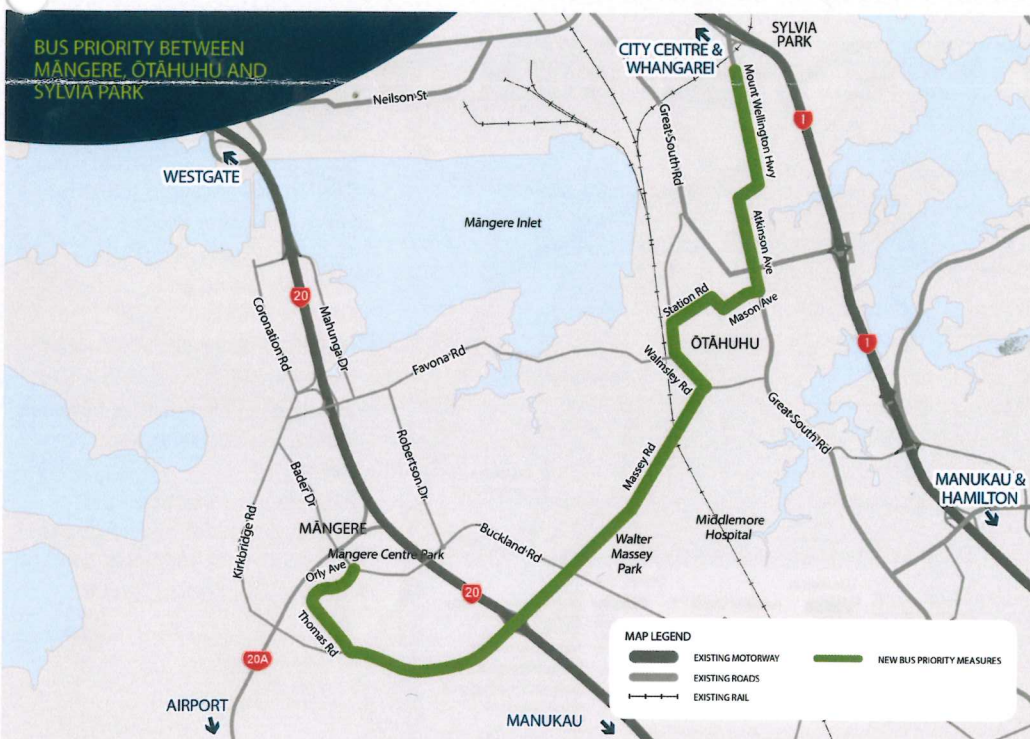 BUS PRIORITY BETWEEN
MĀNGERE, ŌTĀHUHU AND
SYLVIA PARK
SYLVIA
PARK
CITY CENTRE &
WHANGAREI
Neilson St
Mount Wellington Hwy
1
Great South Rd
WESTGATE
Māngere Inlet
Atkinson Ave
20
Station Rd
Mason Ave
Coronation Rd
Mahunga Dr
ŌTĀHUHU
1
Favona Rd
Walmsley Rd
Great South Rd
Robertson Dr
Massey Rd
Bader Dr
MANUKAU &
HAMILTON
Kirkbridge Rd
MĀNGERE
Middlemore
Hospital
Buckland Rd
Walter
Massey
Park
Mangere Centre Park
Orly Ave
20
Thomas Rd
20A
AIRPORT
MANUKAU
MAP LEGEND
EXISTING MOTORWAY
NEW BUS PRIORITY MEASURES
EXISTING ROADS
EXISTING RAIL